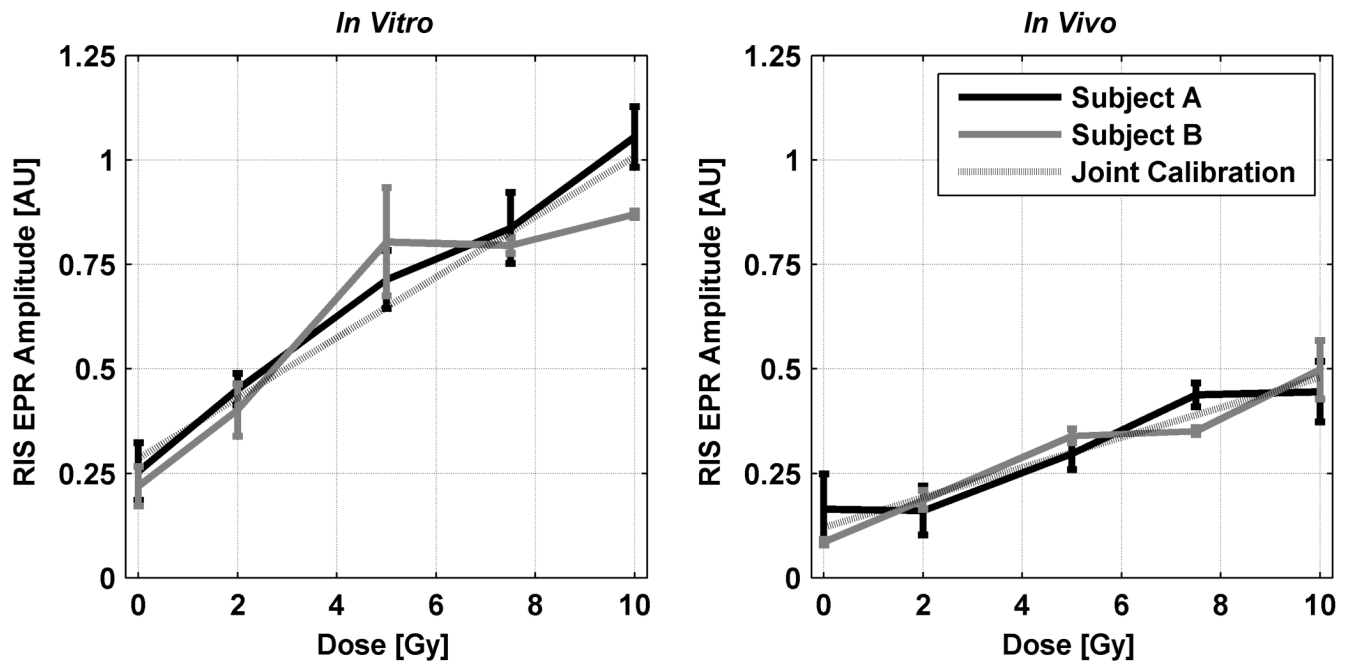 In Vitro
1.25
1
0.75
0.5
0.25
0
RIS EPR Amplitude [AU]
0 2 4 6 8 10
Dose [Gy]
In Vivo
1.25
1
0.75
0.5
0.25
0
RIS EPR Amplitude [AU]
Subject A
Subject B
Joint Calibration
0 2 4 6 8 10
Dose [Gy]